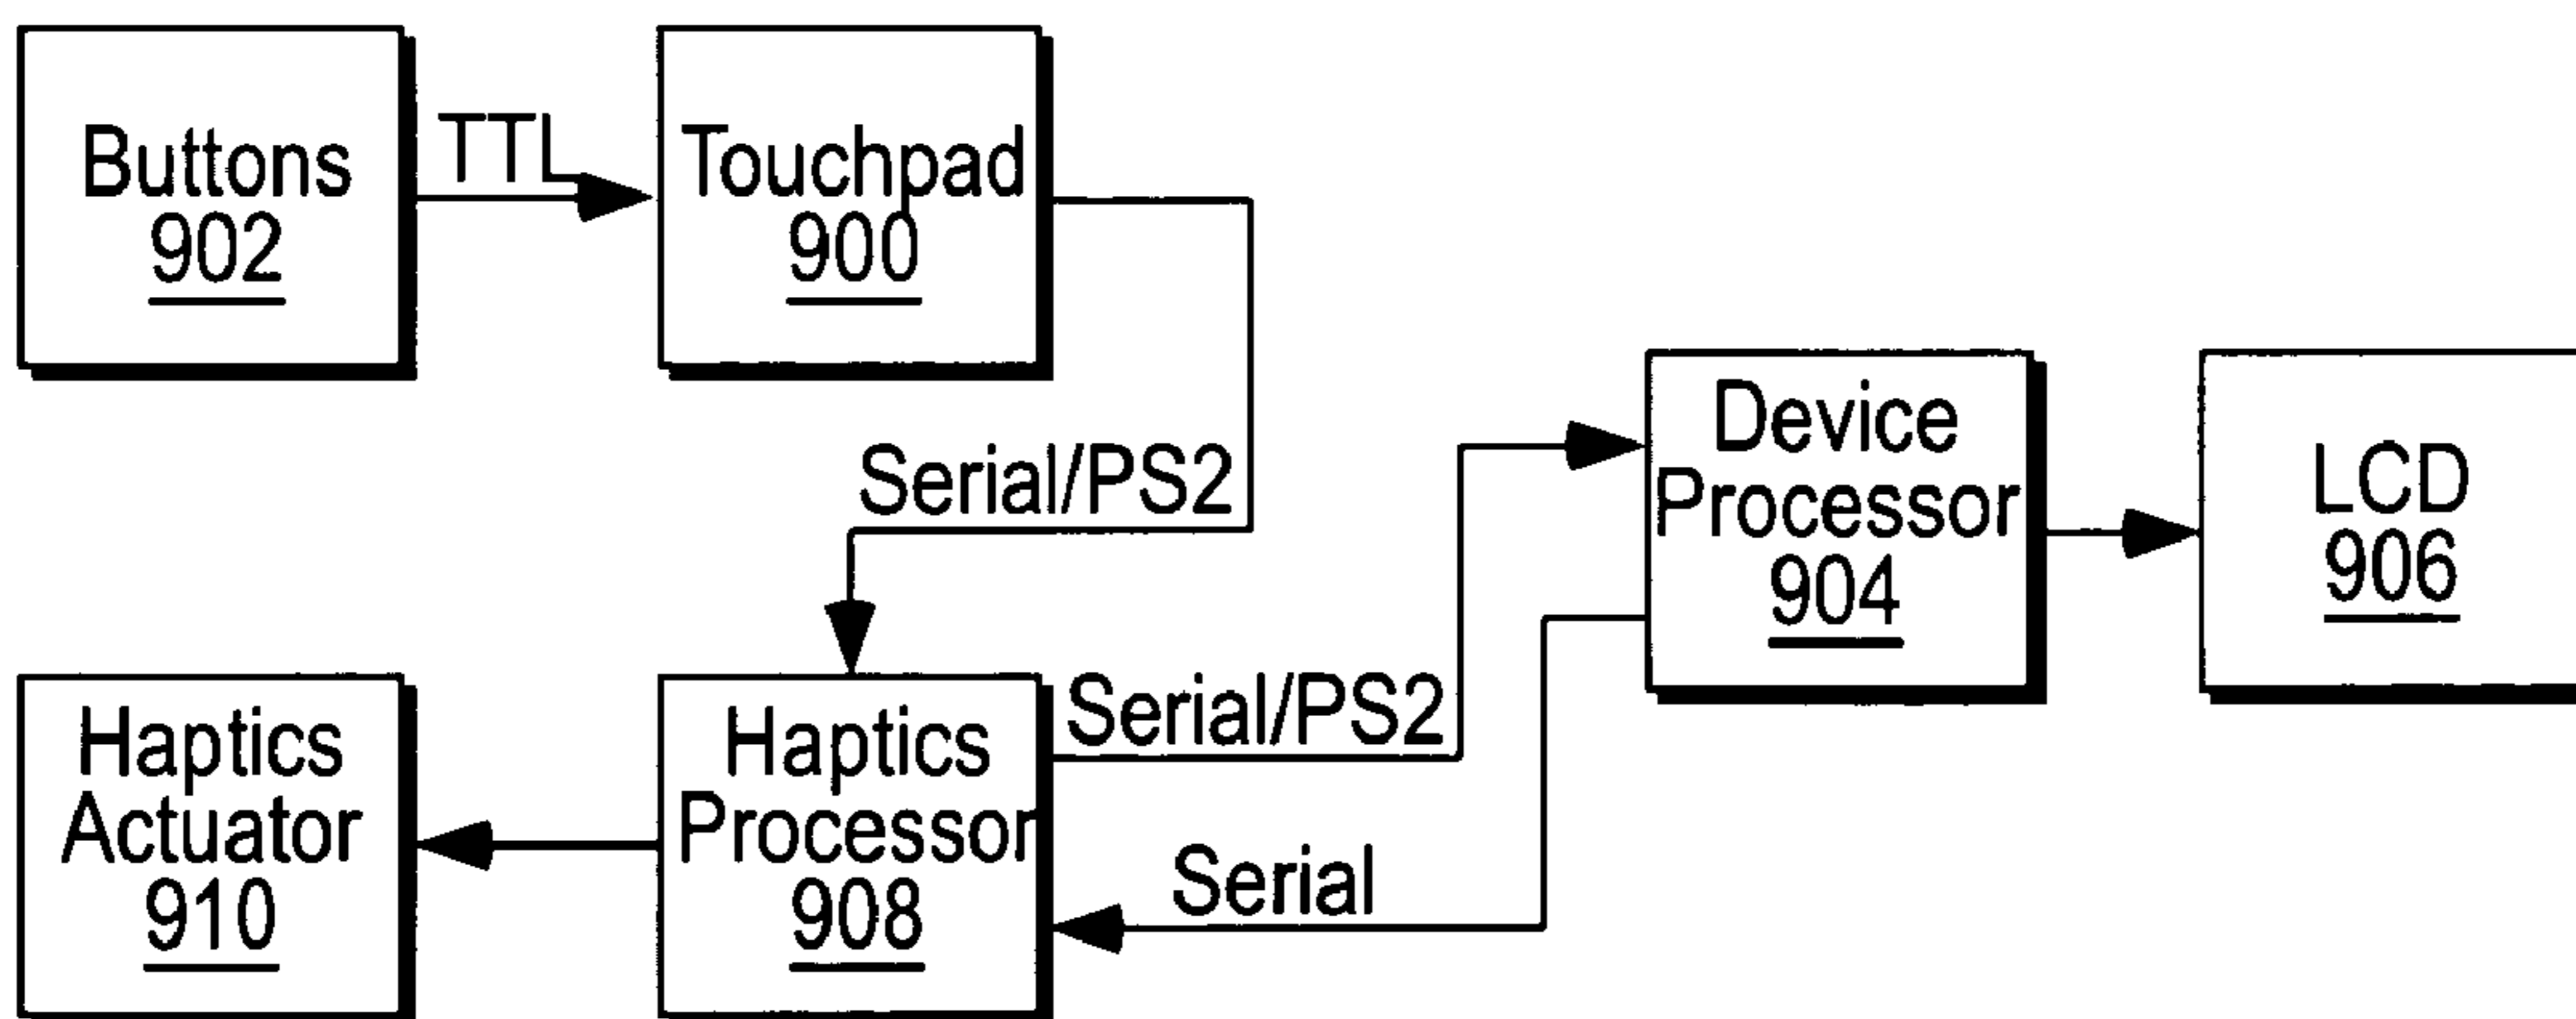 Buttons
902
TTL
Touchpad
900
Serial/PS2
Device
Processor
904
LCD
906
Haptics
Actuator
910
Haptics
Processor
908
Serial/PS2
Serial